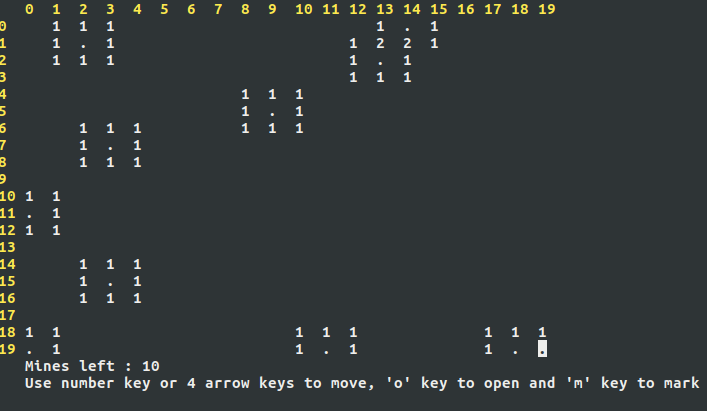 0 1 2 3 4 5 6 7 8 9 10 11 12 13 14 15 16 17 18 19
0 1 1 1 1 . 1
1 1 . 1 1 2 2 1
2 1 1 1 1 . 1
3 1 1 1
4 1 1 1
5 1 . 1
6 1 1 1 1 1 1
7 1 . 1
8 1 1 1
9
10 1 1
11 . 1
12 1 1
13
14 1 1 1
15 1 . 1
16 1 1 1
17
18 1 1 1 1 1 1 1 1
19 . 1 1 . 1 1 . .
Mines left : 10
Use number key or 4 arrow keys to move, 'o' key to open and 'm' key to mark